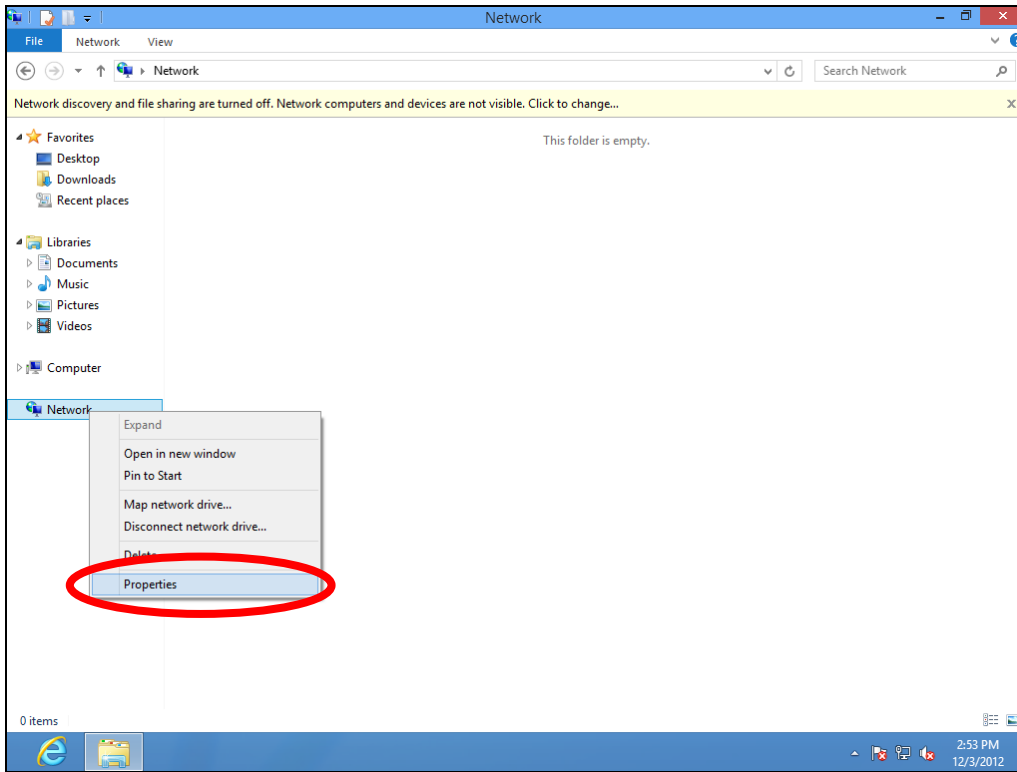 Network
File Network View
Network
Search Network
Network discovery and file sharing are turned off. Network computers and devices are not visible. Click to change...
Favorites
This folder is empty.
Desktop
Downloads
Recent places
Libraries
Documents
Music
Pictures
Videos
Computer
Network
Expand
Open in new window
Pin to Start
Map network drive...
Disconnect network drive...
Delete
Properties
0 items
2:53 PM
12/3/2012